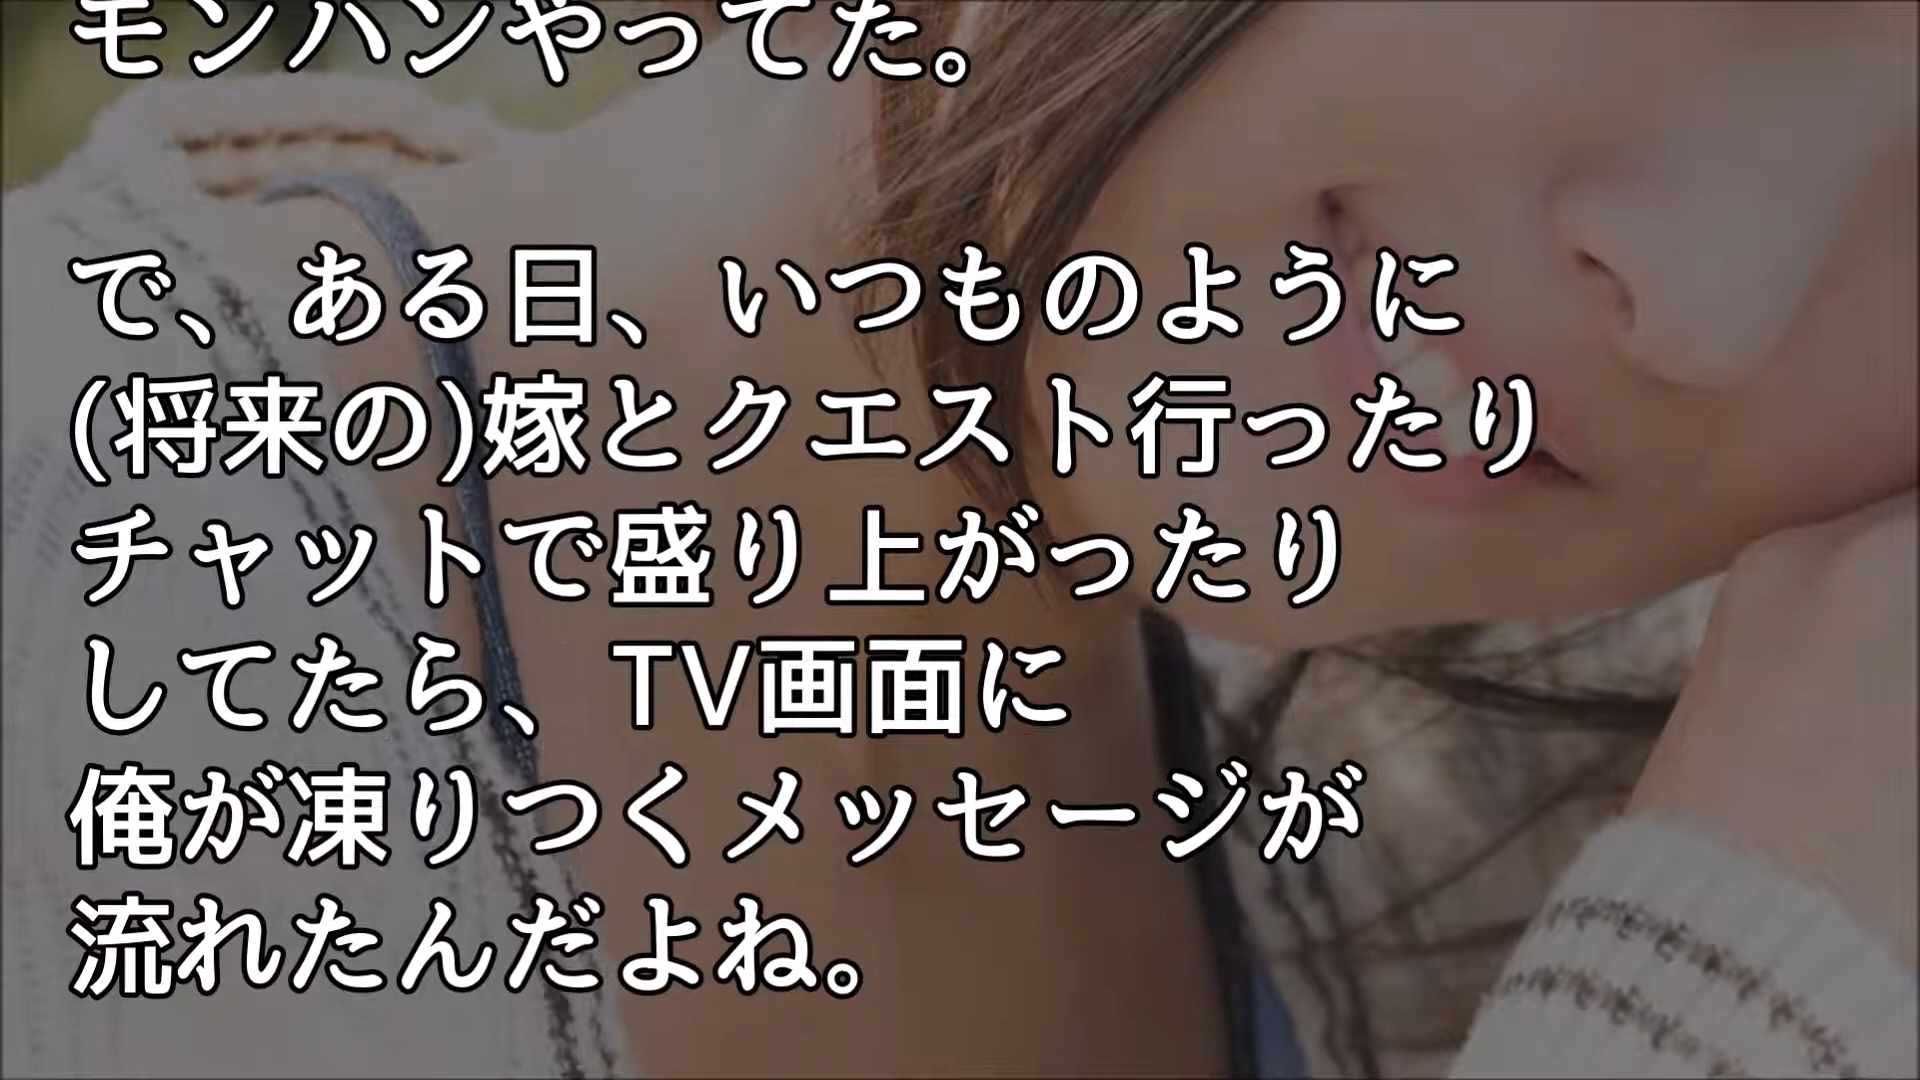 モンハンやってた。
で、ある日、いつものように
(将来の)嫁とクエスト行ったり
チャットで盛り上がったり
してたら、TV画面に
俺が凍りつくメッセージが
流れたんだよね。